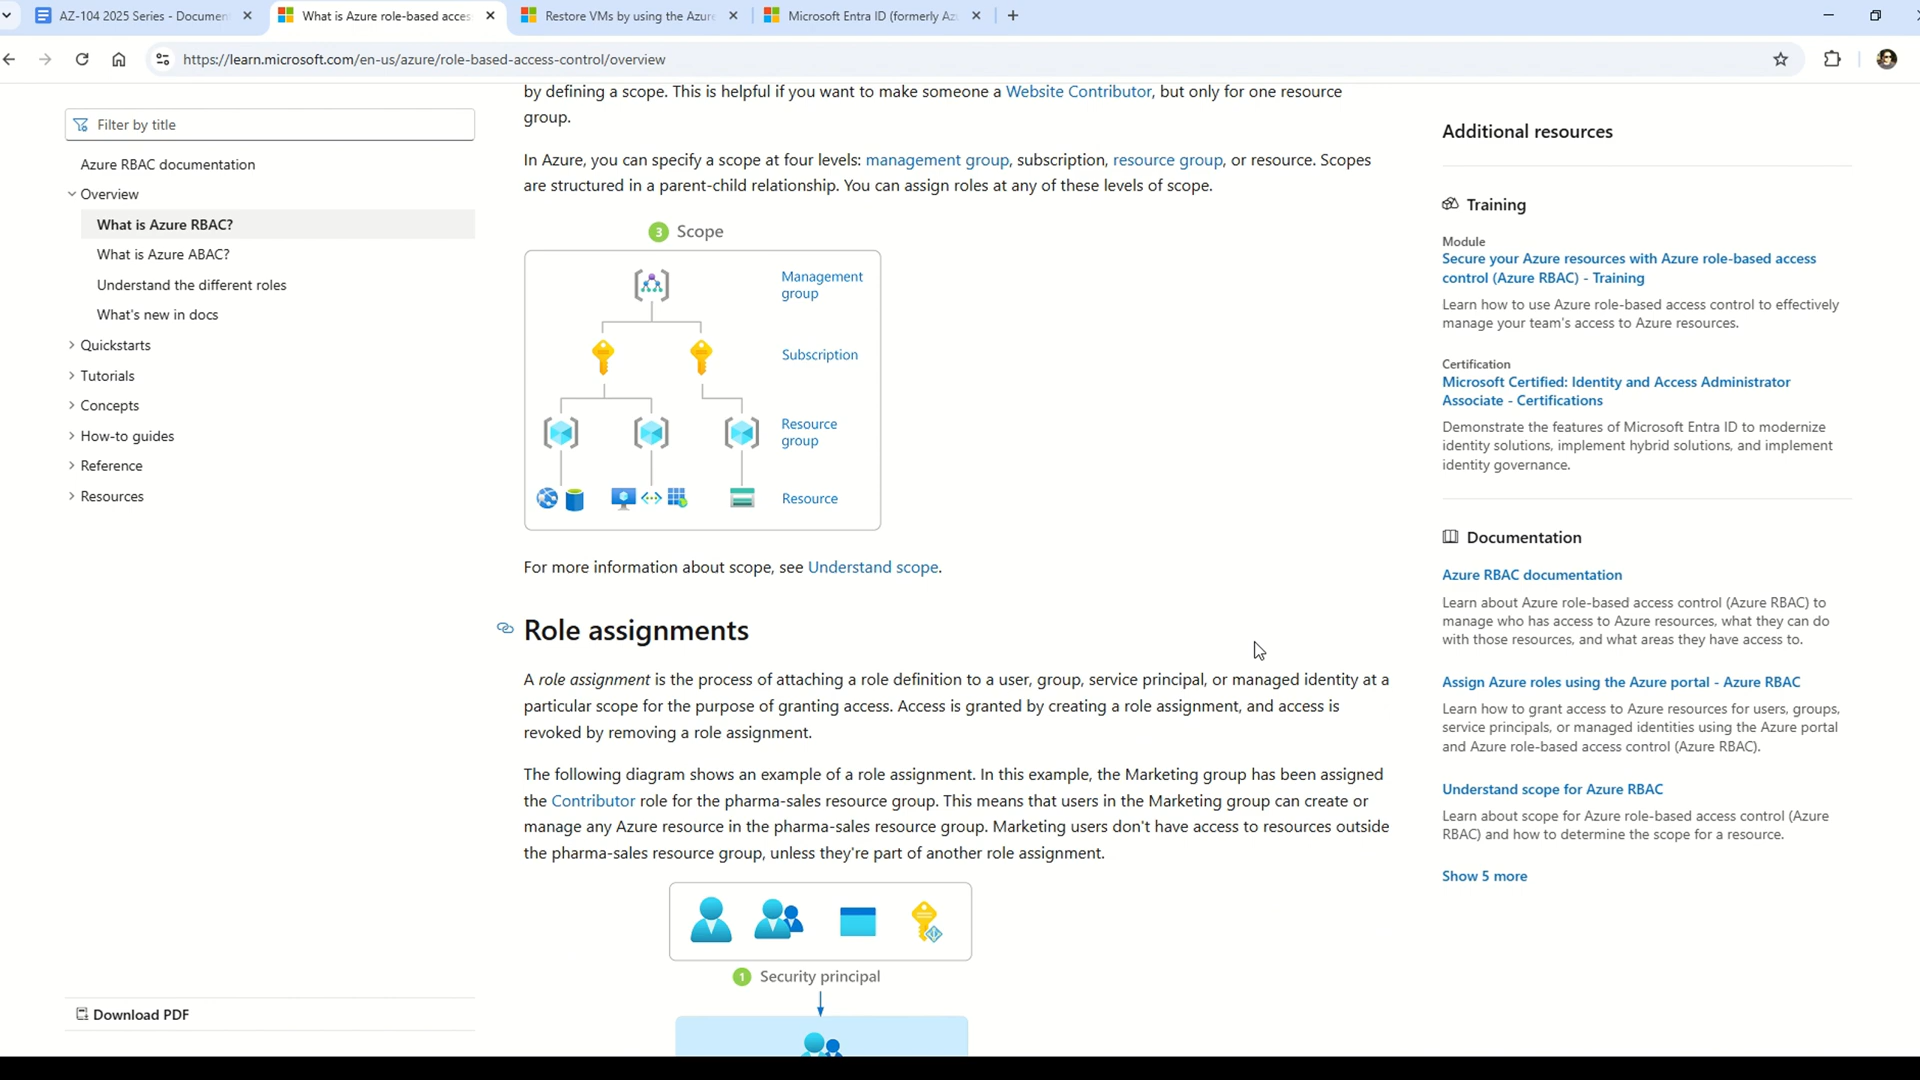 AZ-104 2025 Series - Documen
What is Azure role-based acces
Restore VMs by using the Azure
Microsoft Entra ID (formerly Az
https://learn.microsoft.com/en-us/azure/role-based-access-control/overview
Filter by title
Azure RBAC documentation
Overview
What is Azure RBAC?
What is Azure ABAC?
Understand the different roles
What's new in docs
Quickstarts
Tutorials
Concepts
How-to guides
Reference
Resources
Download PDF
by defining a scope. This is helpful if you want to make someone a Website Contributor, but only for one resource
group.
In Azure, you can specify a scope at four levels: management group, subscription, resource group, or resource. Scopes
are structured in a parent-child relationship. You can assign roles at any of these levels of scope.
3 Scope
Management
group
Subscription
Resource
group
Resource
For more information about scope, see Understand scope.
Role assignments
A role assignment is the process of attaching a role definition to a user, group, service principal, or managed identity at a
particular scope for the purpose of granting access. Access is granted by creating a role assignment, and access is
revoked by removing a role assignment.
The following diagram shows an example of a role assignment. In this example, the Marketing group has been assigned
the Contributor role for the pharma-sales resource group. This means that users in the Marketing group can create or
manage any Azure resource in the pharma-sales resource group. Marketing users don't have access to resources outside
the pharma-sales resource group, unless they're part of another role assignment.
1 Security principal
Additional resources
Training
Module
Secure your Azure resources with Azure role-based access
control (Azure RBAC) - Training
Learn how to use Azure role-based access control to effectively
manage your team's access to Azure resources.
Certification
Microsoft Certified: Identity and Access Administrator
Associate - Certifications
Demonstrate the features of Microsoft Entra ID to modernize
identity solutions, implement hybrid solutions, and implement
identity governance.
Documentation
Azure RBAC documentation
Learn about Azure role-based access control (Azure RBAC) to
manage who has access to Azure resources, what they can do
with those resources, and what areas they have access to.
Assign Azure roles using the Azure portal - Azure RBAC
Learn how to grant access to Azure resources for users, groups,
service principals, or managed identities using the Azure portal
and Azure role-based access control (Azure RBAC).
Understand scope for Azure RBAC
Learn about scope for Azure role-based access control (Azure
RBAC) and how to determine the scope for a resource.
Show 5 more